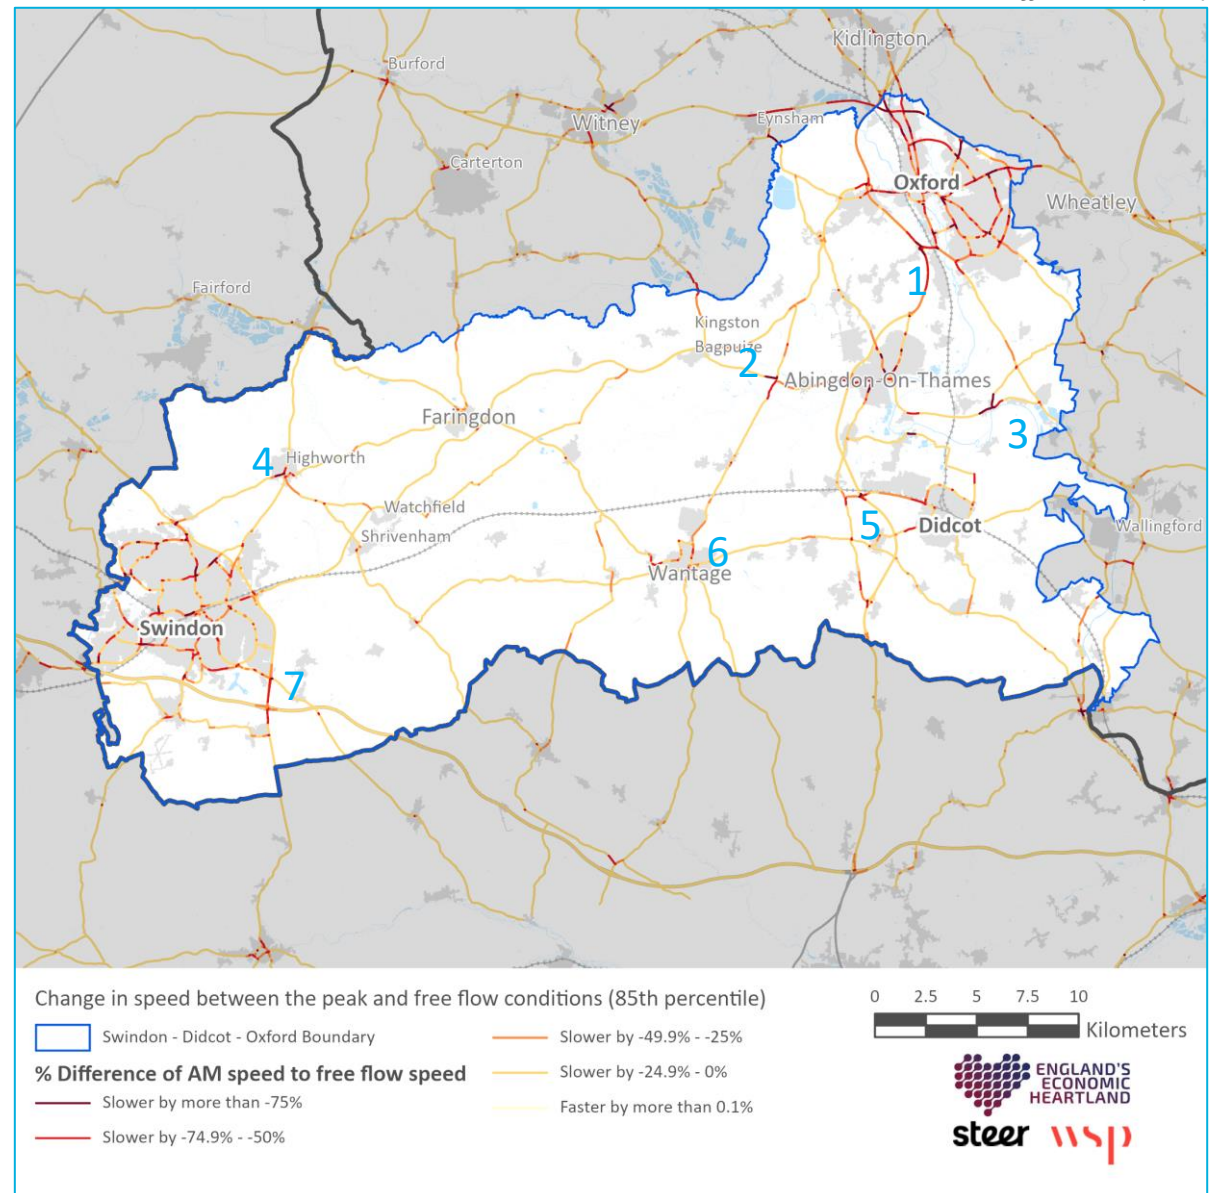 Kidlington
Burford
Witney
Eynsham
Carterton
Oxford
Wheatley
1
Fairford
Kingston
Bagpuize
2
Abingdon-On-Thames
Faringdon
3
4
Highworth
Watchfield
5
Didcot
Wallingford
Shrivenham
6
Wantage
Swindon
7
Change in speed between the peak and free flow conditions (85th percentile)
Swindon - Didcot - Oxford Boundary
% Difference of AM speed to free flow speed
Slower by more than -75%
Slower by -74.9% - -50%
Slower by -49.9% - -25%
Slower by -24.9% - 0%
Faster by more than 0.1%
0 2.5 5 7.5 10
Kilometers
ENGLAND'S
ECONOMIC
HEARTLAND
steer wsp